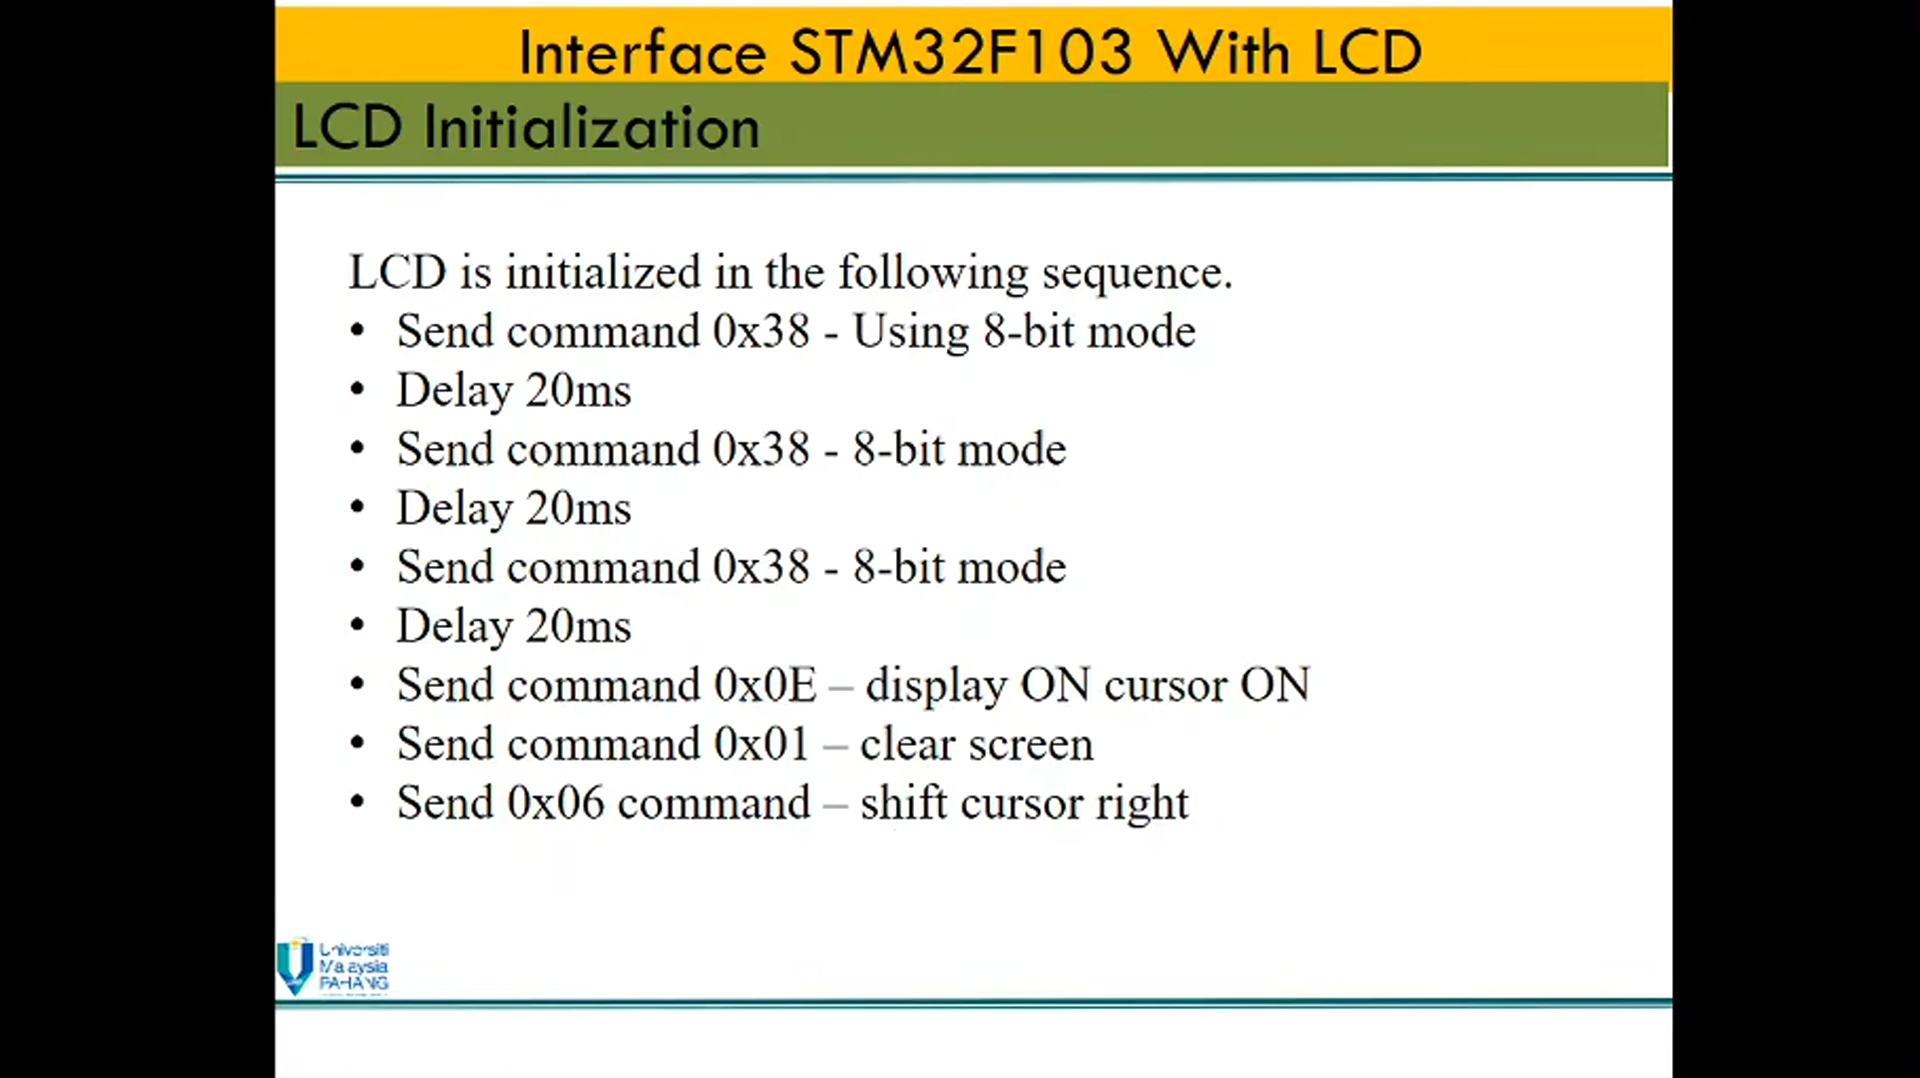 Interface STM32F103 With LCD
LCD Initialization
LCD is initialized in the following sequence.
• Send command 0x38 - Using 8-bit mode
• Delay 20ms
• Send command 0x38 - 8-bit mode
• Delay 20ms
• Send command 0x38 - 8-bit mode
• Delay 20ms
• Send command 0x0E – display ON cursor ON
• Send command 0x01 – clear screen
• Send 0x06 command – shift cursor right
Universiti
Malaysia
PAHANG